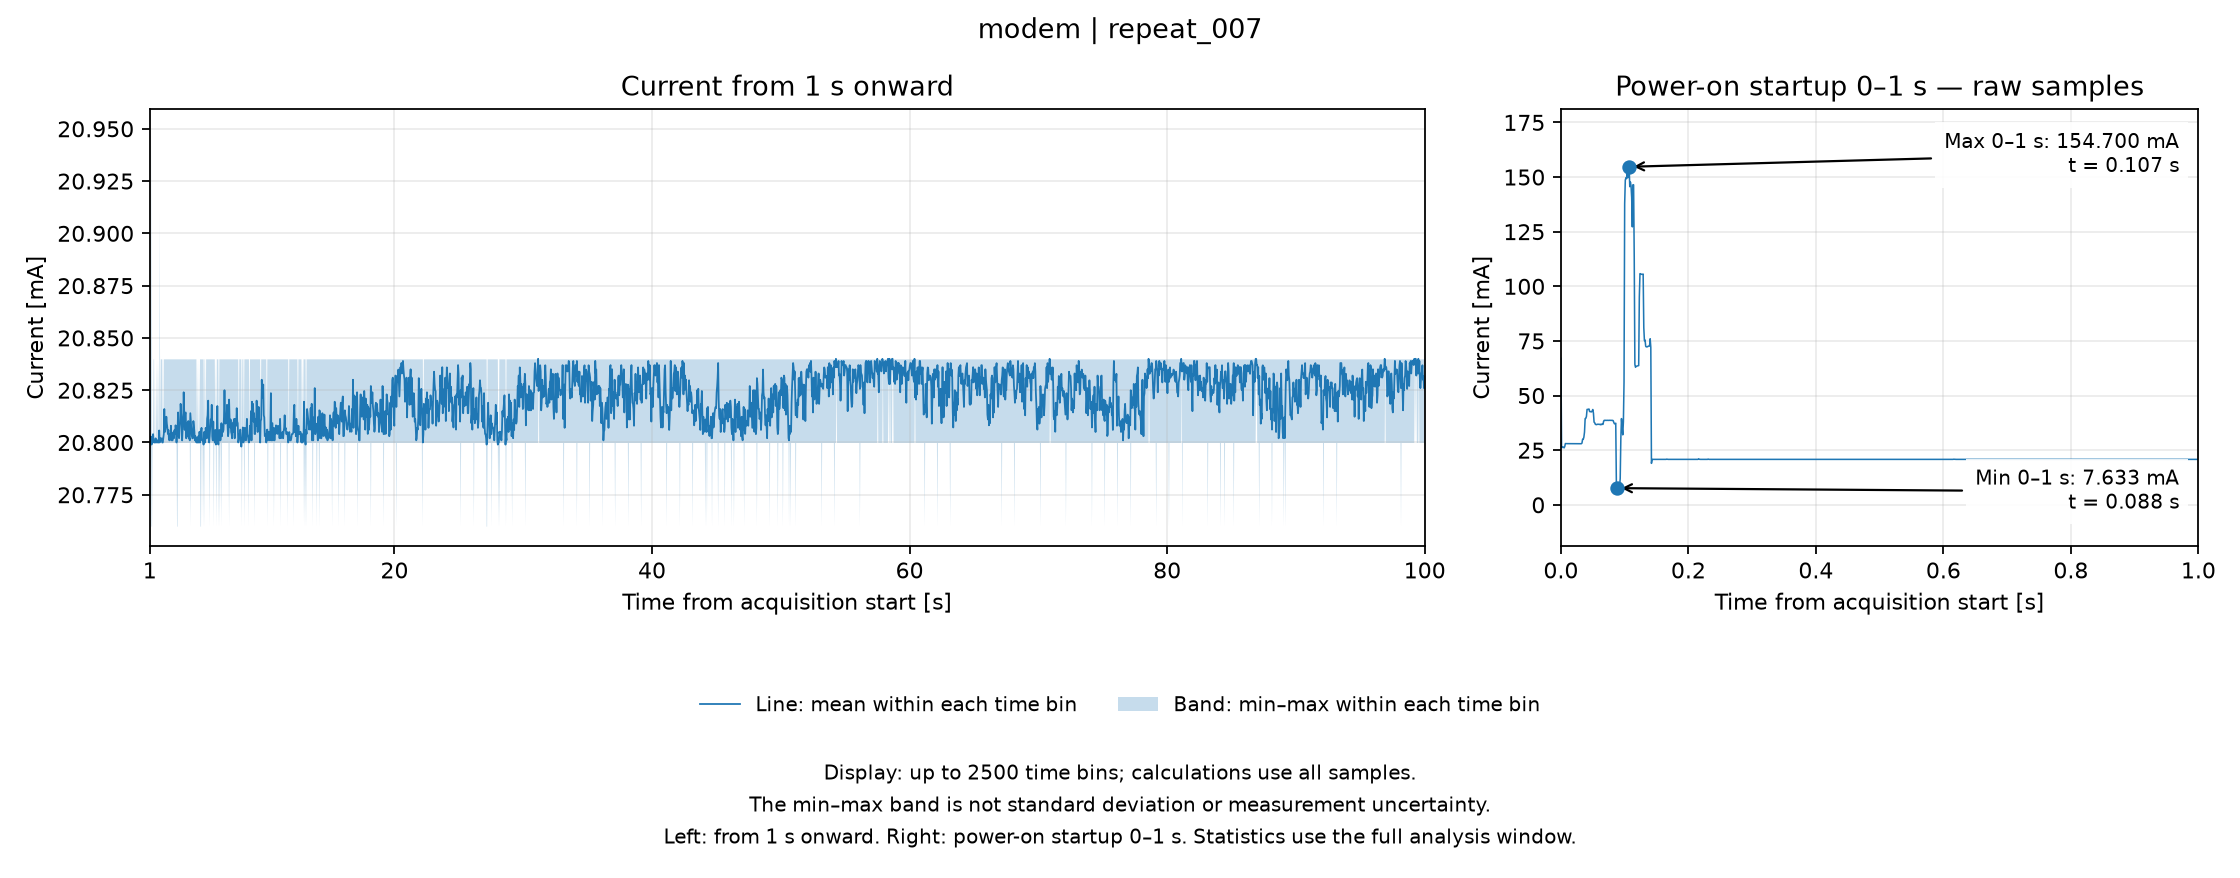 modem | repeat_007
Current from 1 s onward
Current [mA]
20.950
20.925
20.900
20.875
20.850
20.825
20.800
20.775
1
20
40
60
80
100
Time from acquisition start [s]
Power-on startup 0–1 s — raw samples
Current [mA]
175
150
125
100
75
50
25
0
Max 0–1 s: 154.700 mA
t = 0.107 s
Min 0–1 s: 7.633 mA
t = 0.088 s
0.0
0.2
0.4
0.6
0.8
1.0
Time from acquisition start [s]
Line: mean within each time bin
Band: min–max within each time bin
Display: up to 2500 time bins; calculations use all samples.
The min–max band is not standard deviation or measurement uncertainty.
Left: from 1 s onward. Right: power-on startup 0–1 s. Statistics use the full analysis window.